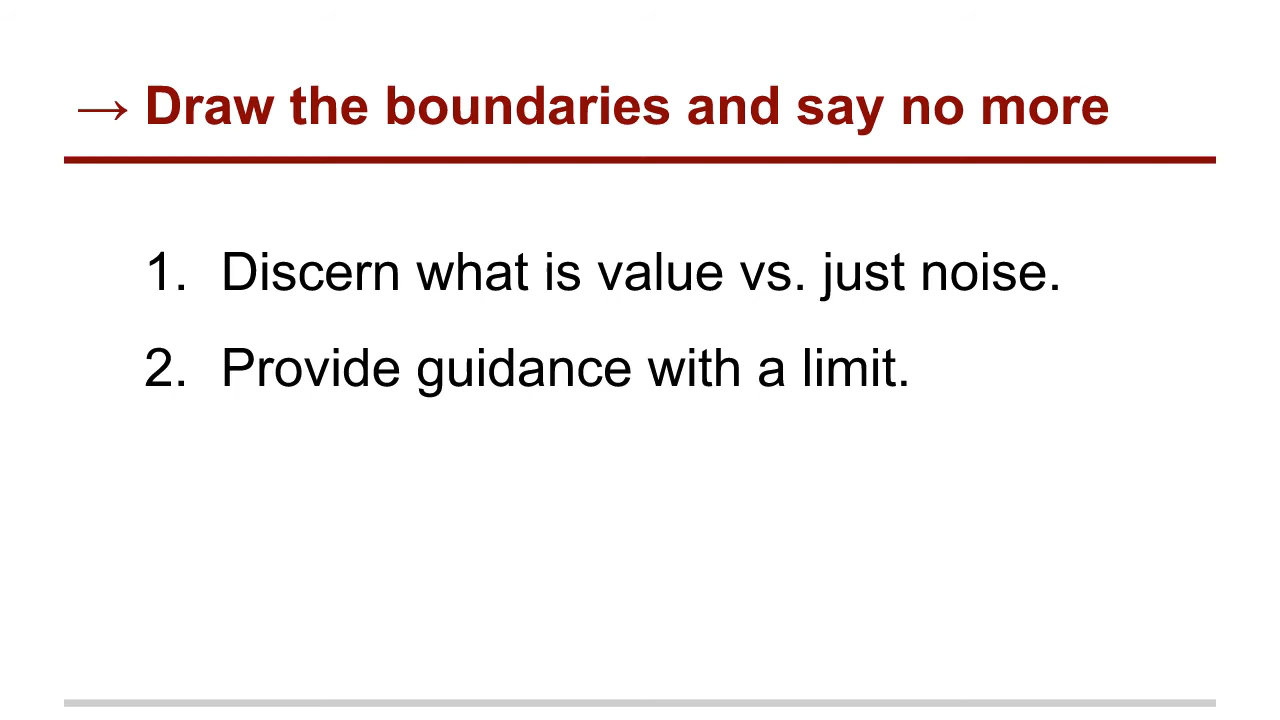 → Draw the boundaries and say no more
1. Discern what is value vs. just noise.
2. Provide guidance with a limit.